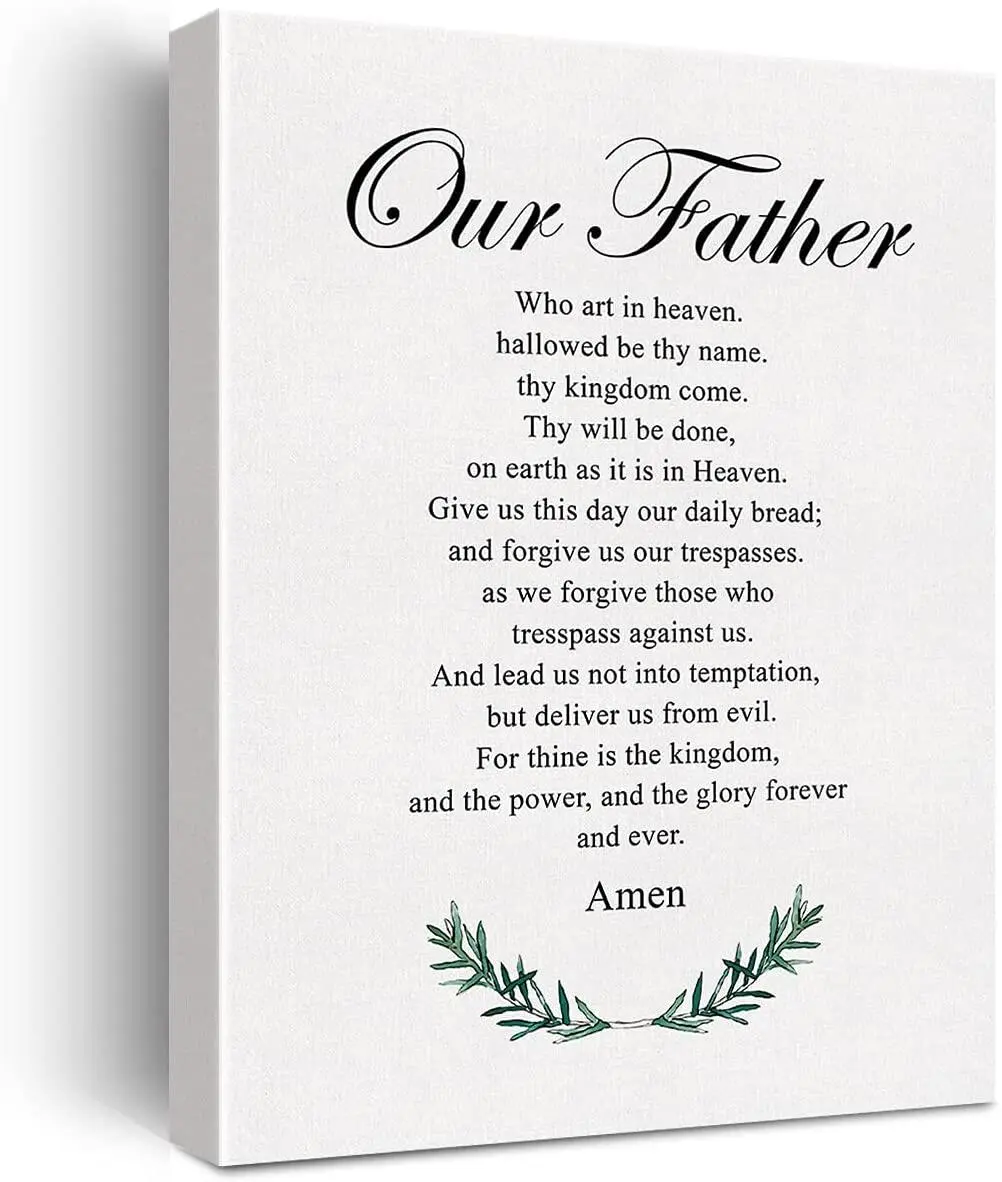 Our Father
Who art in heaven.
hallowed be thy name.
thy kingdom come.
Thy will be done,
on earth as it is in Heaven.
Give us this day our daily bread;
and forgive us our trespasses.
as we forgive those who
tresspass against us.
And lead us not into temptation,
but deliver us from evil.
For thine is the kingdom,
and the power, and the glory forever
and ever.
Amen